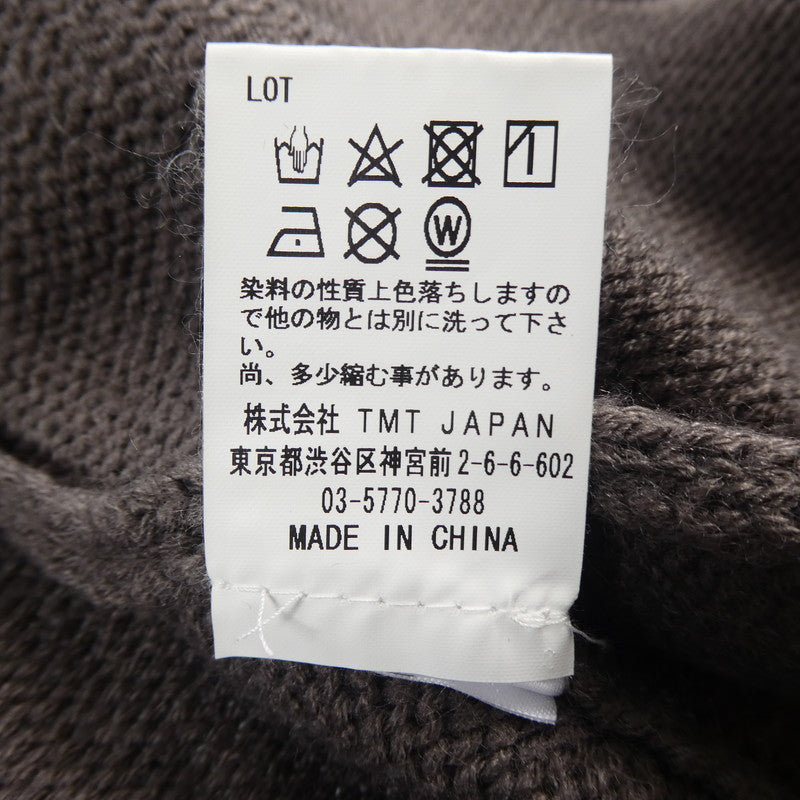 LOT
W
染料の性質上色落ちしますの
で他の物とは別に洗って下さ
い。
尚、多少縮む事があります。
株式会社 TMT JAPAN
東京都渋谷区神宮前2-6-6-602
03-5770-3788
MADE IN CHINA